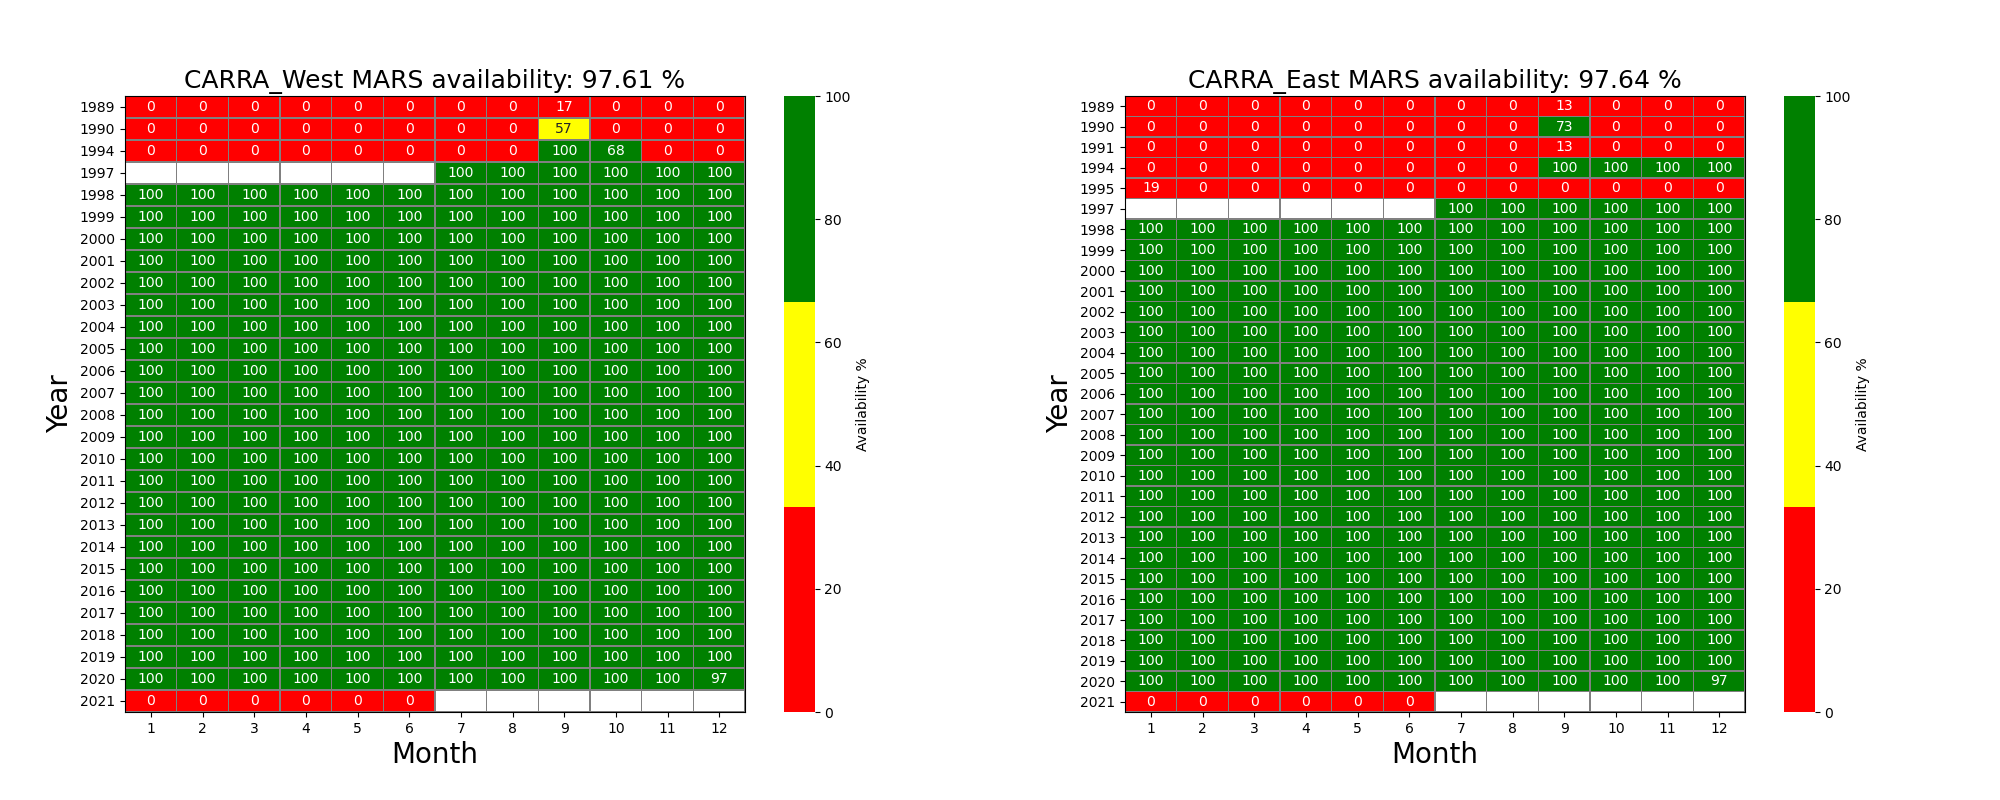 CARRA_West MARS availability: 97.61 %
1989 0 0 0 0 0 0 0 0 17 0 0 0
1990 0 0 0 0 0 0 0 0 57 0 0 0
1994 0 0 0 0 0 0 0 0 100 68 0 0
1997 100 100 100 100 100 100
1998 100 100 100 100 100 100 100 100 100 100 100 100
1999 100 100 100 100 100 100 100 100 100 100 100 100
2000 100 100 100 100 100 100 100 100 100 100 100 100
2001 100 100 100 100 100 100 100 100 100 100 100 100
2002 100 100 100 100 100 100 100 100 100 100 100 100
2003 100 100 100 100 100 100 100 100 100 100 100 100
2004 100 100 100 100 100 100 100 100 100 100 100 100
2005 100 100 100 100 100 100 100 100 100 100 100 100
2006 100 100 100 100 100 100 100 100 100 100 100 100
2007 100 100 100 100 100 100 100 100 100 100 100 100
2008 100 100 100 100 100 100 100 100 100 100 100 100
2009 100 100 100 100 100 100 100 100 100 100 100 100
2010 100 100 100 100 100 100 100 100 100 100 100 100
2011 100 100 100 100 100 100 100 100 100 100 100 100
2012 100 100 100 100 100 100 100 100 100 100 100 100
2013 100 100 100 100 100 100 100 100 100 100 100 100
2014 100 100 100 100 100 100 100 100 100 100 100 100
2015 100 100 100 100 100 100 100 100 100 100 100 100
2016 100 100 100 100 100 100 100 100 100 100 100 100
2017 100 100 100 100 100 100 100 100 100 100 100 100
2018 100 100 100 100 100 100 100 100 100 100 100 100
2019 100 100 100 100 100 100 100 100 100 100 100 100
2020 100 100 100 100 100 100 100 100 100 100 100 97
2021 0 0 0 0 0 0
1 2 3 4 5 6 7 8 9 10 11 12
Month
Year
100
80
60
40
20
0
Availability %
CARRA_East MARS availability: 97.64 %
1989 0 0 0 0 0 0 0 0 13 0 0 0
1990 0 0 0 0 0 0 0 0 73 0 0 0
1991 0 0 0 0 0 0 0 0 13 0 0 0
1994 0 0 0 0 0 0 0 0 100 100 100 100
1995 19 0 0 0 0 0 0 0 0 0 0 0
1997 100 100 100 100 100 100
1998 100 100 100 100 100 100 100 100 100 100 100 100
1999 100 100 100 100 100 100 100 100 100 100 100 100
2000 100 100 100 100 100 100 100 100 100 100 100 100
2001 100 100 100 100 100 100 100 100 100 100 100 100
2002 100 100 100 100 100 100 100 100 100 100 100 100
2003 100 100 100 100 100 100 100 100 100 100 100 100
2004 100 100 100 100 100 100 100 100 100 100 100 100
2005 100 100 100 100 100 100 100 100 100 100 100 100
2006 100 100 100 100 100 100 100 100 100 100 100 100
2007 100 100 100 100 100 100 100 100 100 100 100 100
2008 100 100 100 100 100 100 100 100 100 100 100 100
2009 100 100 100 100 100 100 100 100 100 100 100 100
2010 100 100 100 100 100 100 100 100 100 100 100 100
2011 100 100 100 100 100 100 100 100 100 100 100 100
2012 100 100 100 100 100 100 100 100 100 100 100 100
2013 100 100 100 100 100 100 100 100 100 100 100 100
2014 100 100 100 100 100 100 100 100 100 100 100 100
2015 100 100 100 100 100 100 100 100 100 100 100 100
2016 100 100 100 100 100 100 100 100 100 100 100 100
2017 100 100 100 100 100 100 100 100 100 100 100 100
2018 100 100 100 100 100 100 100 100 100 100 100 100
2019 100 100 100 100 100 100 100 100 100 100 100 100
2020 100 100 100 100 100 100 100 100 100 100 100 97
2021 0 0 0 0 0 0
1 2 3 4 5 6 7 8 9 10 11 12
Month
Year
100
80
60
40
20
0
Availability %